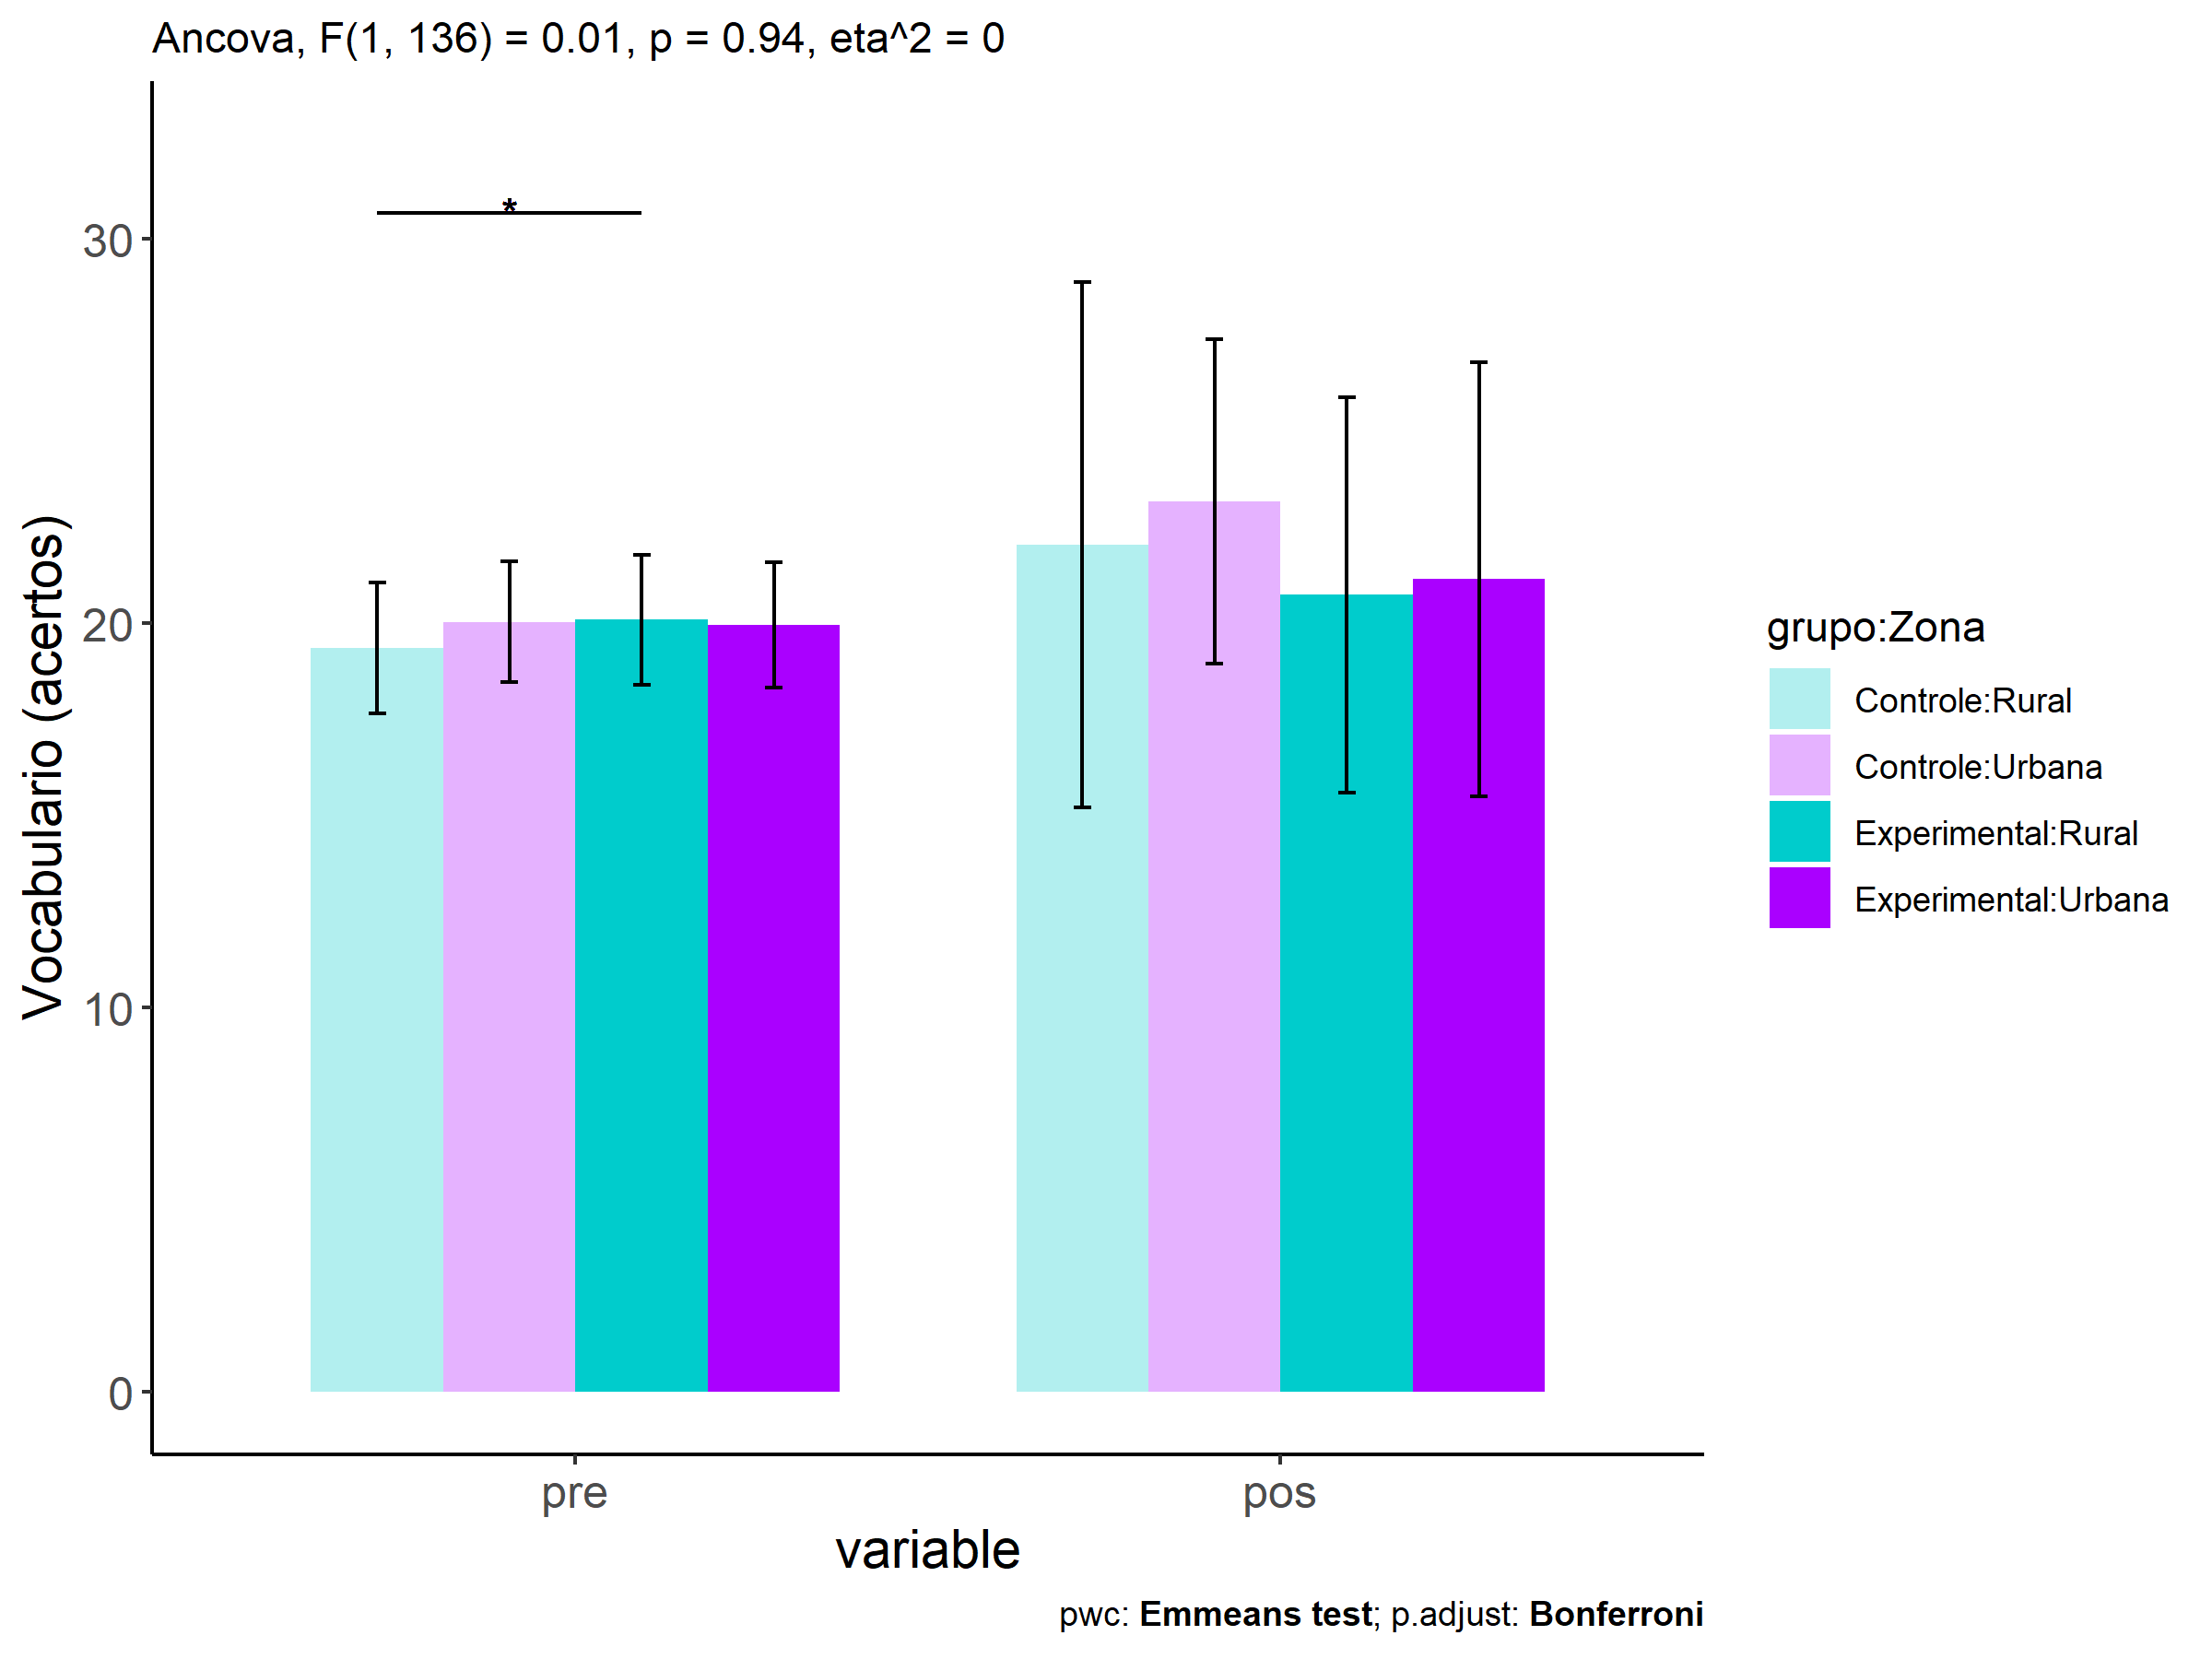 Ancova, F(1, 136) = 0.01, p = 0.94, eta^2 = 0
*
30
20
10
0
Vocabulario (acertos)
pre
pos
variable
grupo:Zona
Controle:Rural
Controle:Urbana
Experimental:Rural
Experimental:Urbana
pwc: Emmeans test; p.adjust: Bonferroni